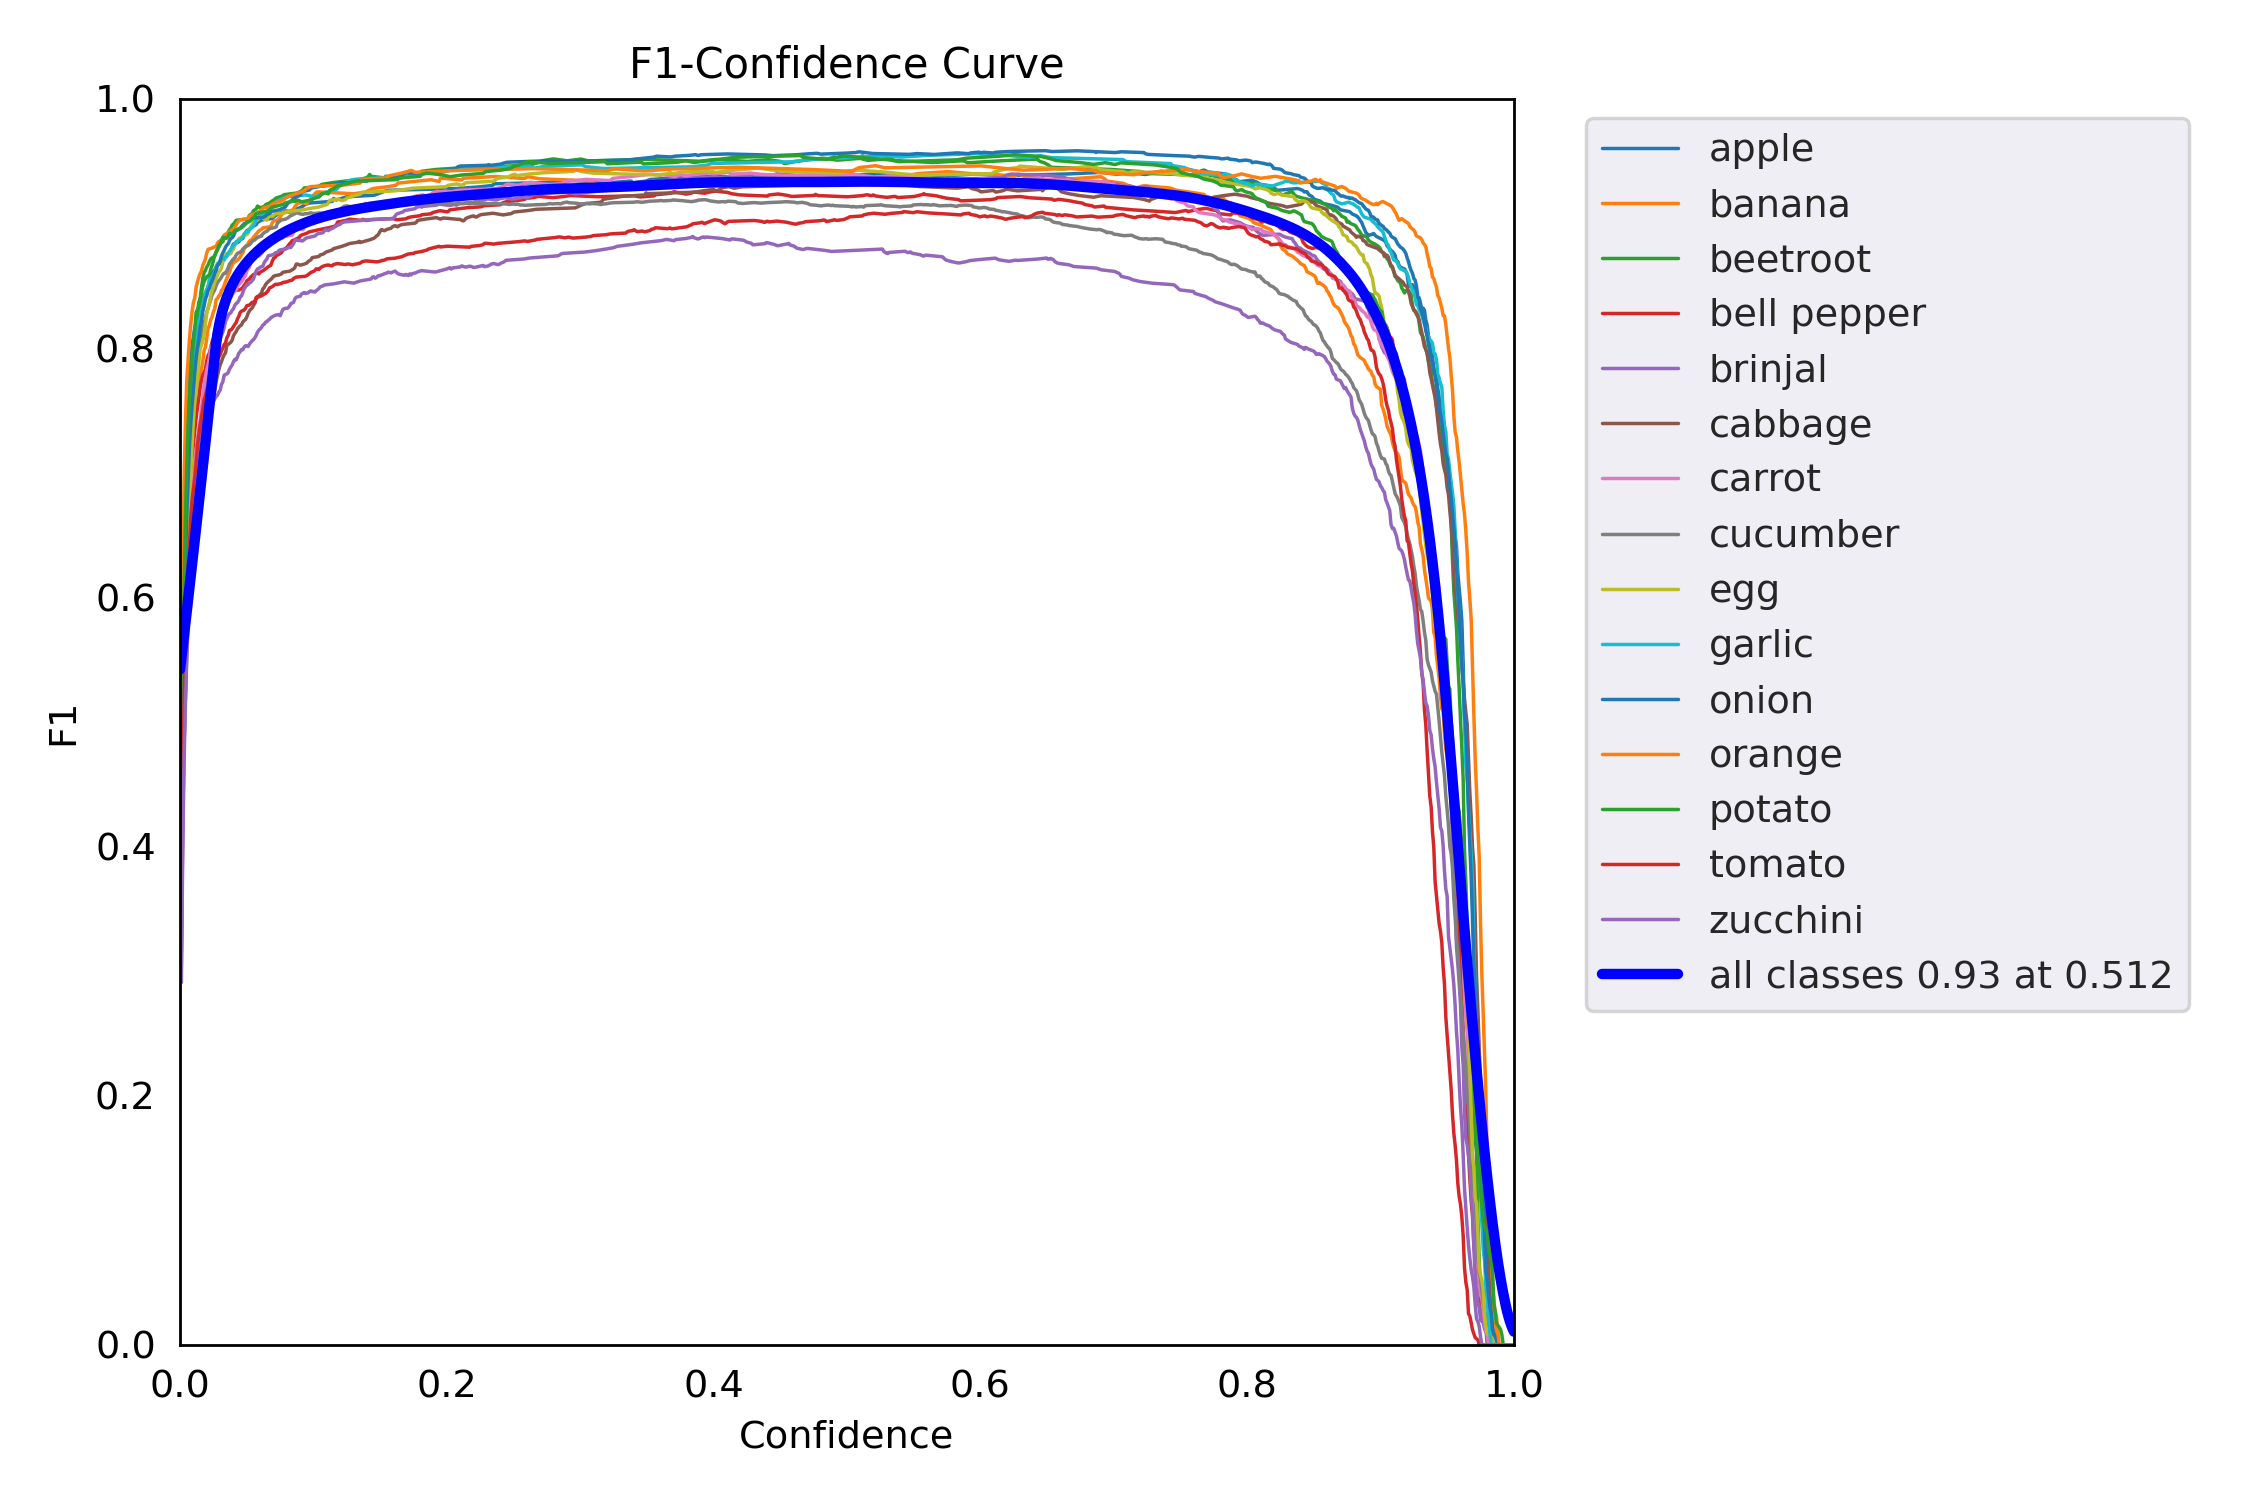 F1-Confidence Curve
1.0
0.8
0.6
0.4
0.2
0.0
F1
0.0 0.2 0.4 0.6 0.8 1.0
Confidence
apple
banana
beetroot
bell pepper
brinjal
cabbage
carrot
cucumber
egg
garlic
onion
orange
potato
tomato
zucchini
all classes 0.93 at 0.512